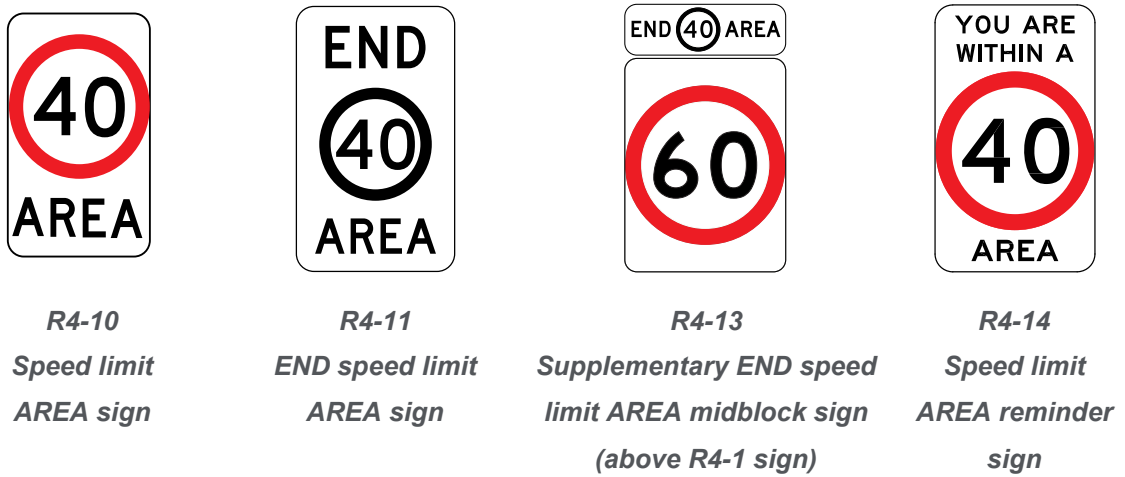 40
AREA
R4-10
Speed limit
AREA sign
END
40
AREA
R4-11
END speed limit
AREA sign
END 40 AREA
60
R4-13
Supplementary END speed
limit AREA midblock sign
(above R4-1 sign)
YOU ARE
WITHIN A
40
AREA
R4-14
Speed limit
AREA reminder
sign